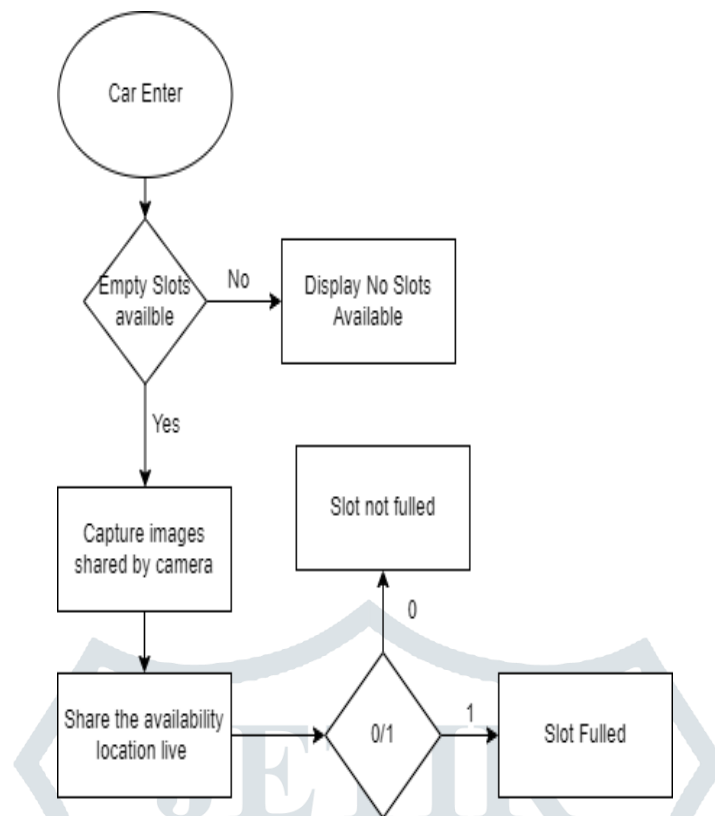 Car Enter
Empty Slots
availble
No
Display No Slots
Available
Yes
Capture images
shared by camera
Slot not fulled
0
Share the availability
location live
0/1
1
Slot Fulled
JETIR